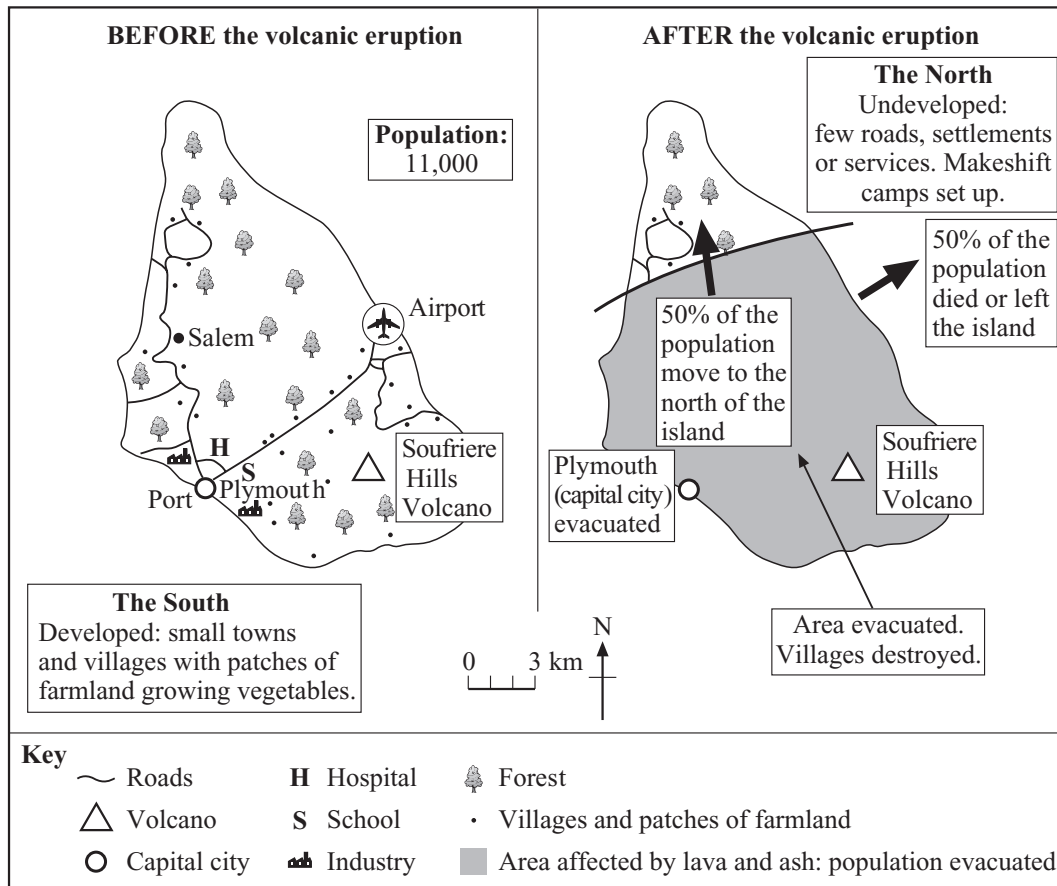 BEFORE the volcanic eruption
Population:
11,000
Airport
Salem
H
S
Port
Plymouth
Soufriere
Hills
Volcano
The South
Developed: small towns
and villages with patches of
farmland growing vegetables.
AFTER the volcanic eruption
The North
Undeveloped:
few roads, settlements
or services. Makeshift
camps set up.
50% of the
population
died or left
the island
50% of the
population
move to the
north of the
island
Plymouth
(capital city)
evacuated
Soufriere
Hills
Volcano
Area evacuated.
Villages destroyed.
0 3 km
N
Key
Roads
H Hospital
Forest
Volcano
S School
Villages and patches of farmland
Capital city
Industry
Area affected by lava and ash: population evacuated